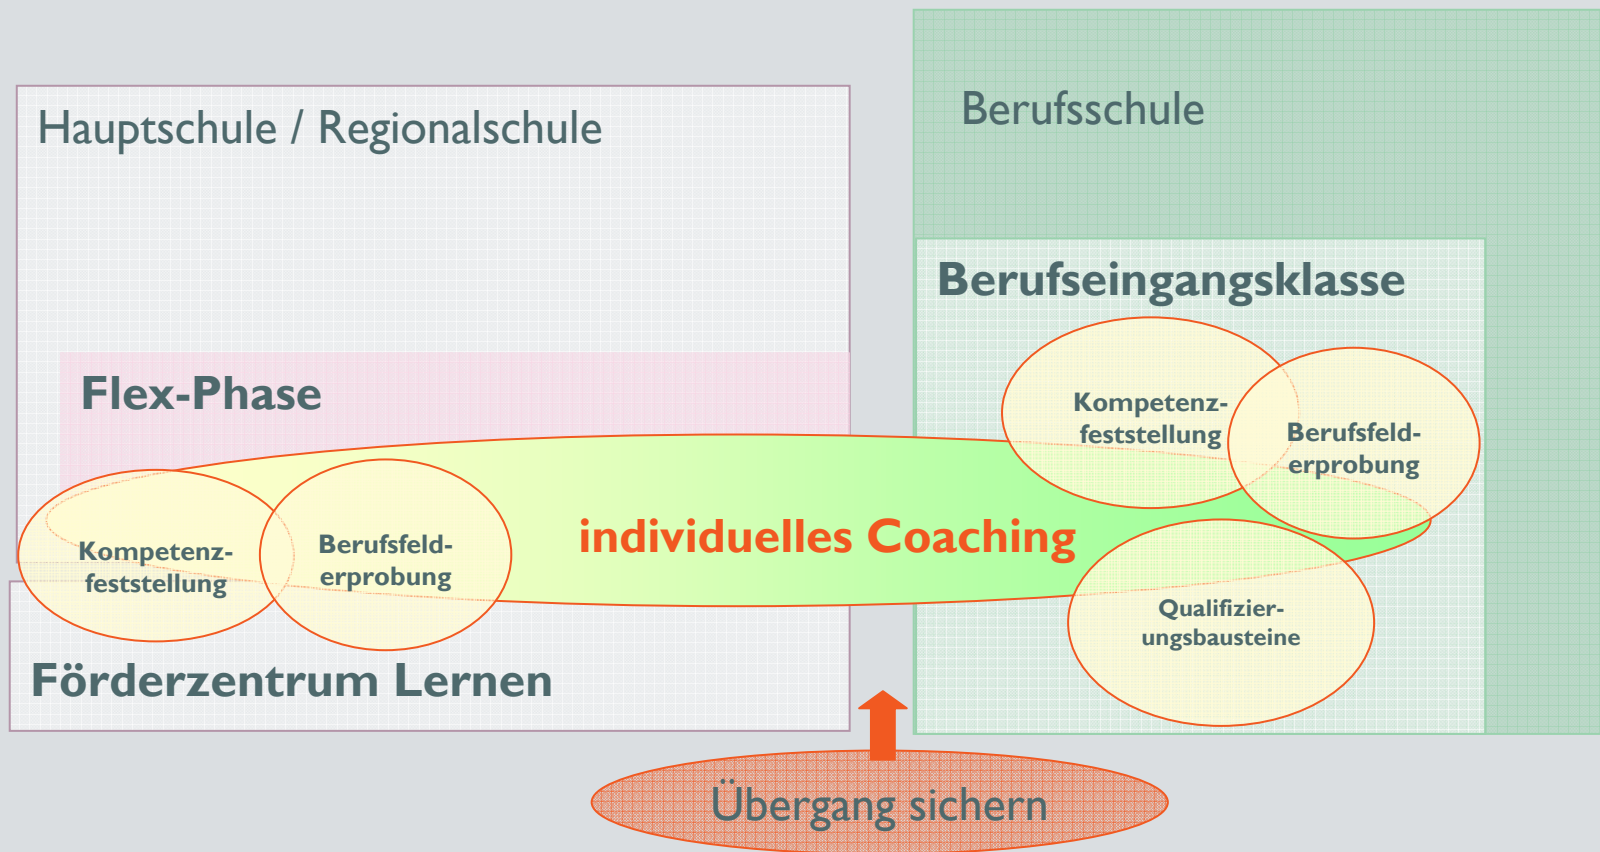 Hauptschule / Regionalschule
Flex-Phase
Kompetenz-
feststellung
Berufsfeld-
erprobung
Förderzentrum Lernen
individuelles Coaching
Berufsschule
Berufseingangsklasse
Kompetenz-
feststellung
Berufsfeld-
erprobung
Qualifizier-
ungsbausteine
Übergang sichern